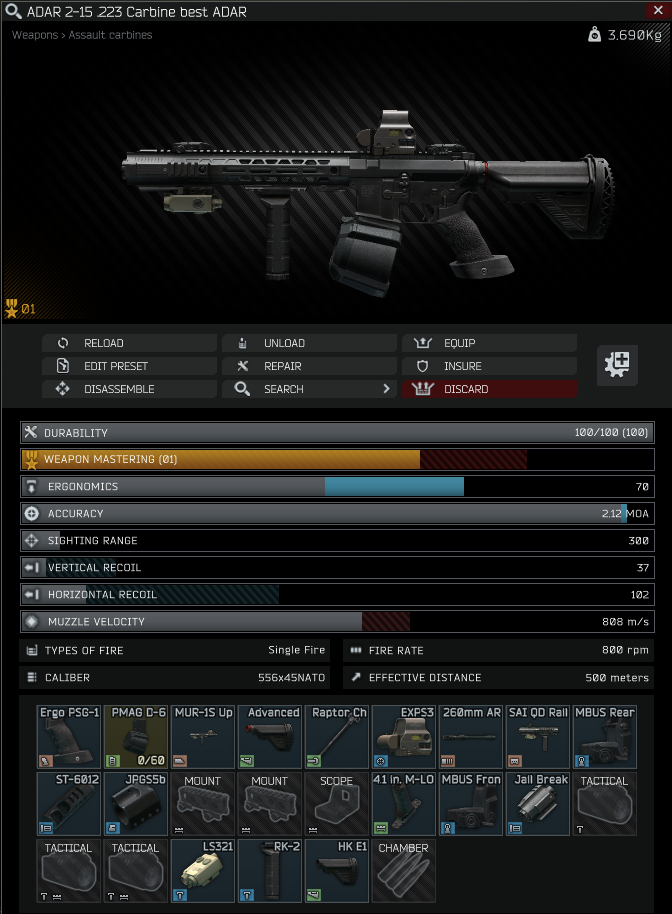 ADAR 2-15 .223 Carbine best ADAR
Weapons > Assault carbines
3.690Kg
01
RELOAD UNLOAD EQUIP
EDIT PRESET REPAIR INSURE
DISASSEMBLE SEARCH > DISCARD
DURABILITY 100/100 (100)
WEAPON MASTERING (01)
ERGONOMICS 70
ACCURACY 2.12 MOA
SIGHTING RANGE 300
VERTICAL RECOIL 37
HORIZONTAL RECOIL 102
MUZZLE VELOCITY 808 m/s
TYPES OF FIRE Single Fire FIRE RATE 800 rpm
CALIBER 556x45NATO EFFECTIVE DISTANCE 500 meters
Ergo PSG-1 PMAG D-6 MUR-1S Up Advanced Raptor Ch EXPS3 260mm AR SAI QD Rail MBUS Rear
0/60
ST-6012 JPGS5b MOUNT MOUNT SCOPE 4.1 in. M-LO MBUS Fron Jail Break TACTICAL
TACTICAL TACTICAL LS321 RK-2 HK E1 CHAMBER